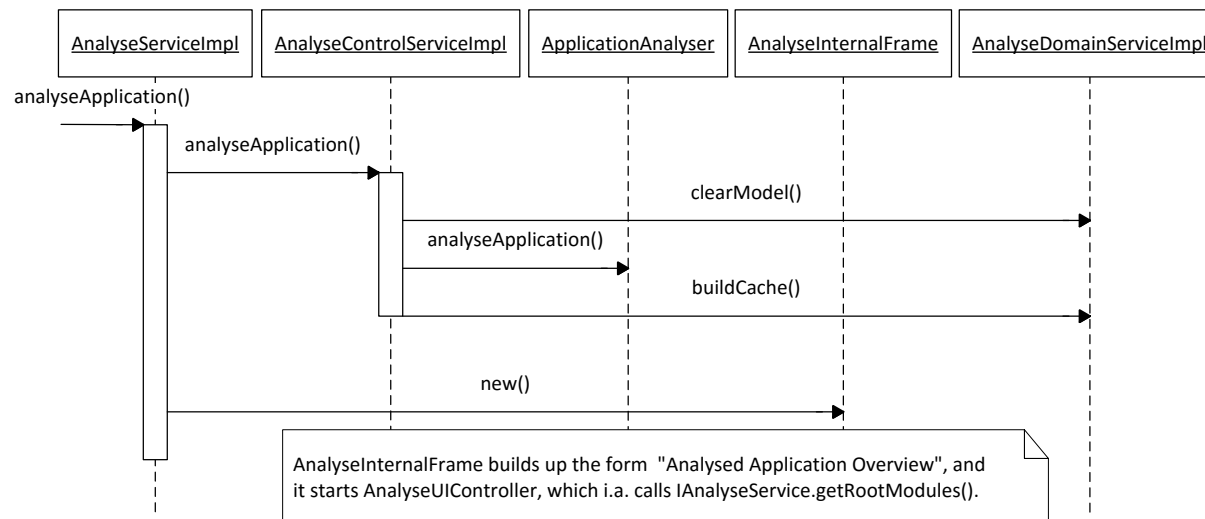 AnalyseServiceImpl
AnalyseControlServiceImpl
ApplicationAnalyser
AnalyseInternalFrame
AnalyseDomainServiceImpl
analyseApplication()
analyseApplication()
clearModel()
analyseApplication()
buildCache()
new()
AnalyseInternalFrame builds up the form  "Analysed Application Overview", and
it starts AnalyseUIController, which i.a. calls IAnalyseService.getRootModules().